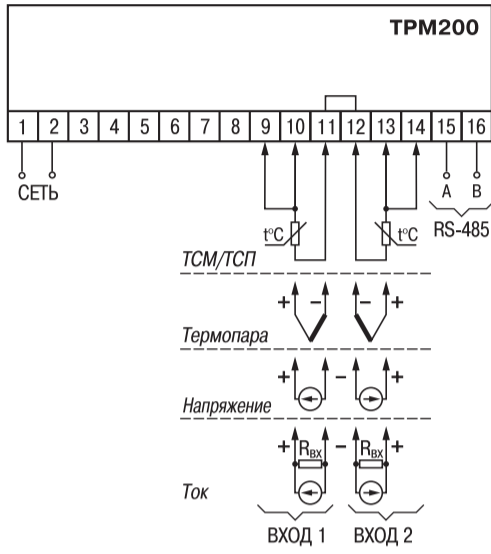 ТРМ200
1 2 3 4 5 6 7 8 9 10 11 12 13 14 15 16
СЕТЬ
A B
RS-485
t°C t°C
ТСМ/ТСП
+ – – +
Термопара
+ – +
Напряжение
+ Rвх – Rвх +
Ток
ВХОД 1 ВХОД 2